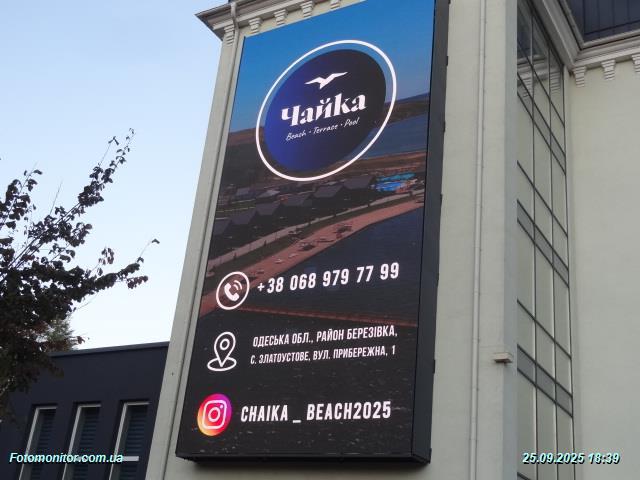 Чайка
Beach • Terrace • Pool
+38 068 979 77 99
ОДЕСЬКА ОБЛ., РАЙОН БЕРЕЗІВКА,
С. ЗЛАТОУСТОВЕ, ВУЛ. ПРИБЕРЕЖНА, 1
CHAIKA _ BEACH2025
Fotomonitor.com.ua
25.09.2025 18:39